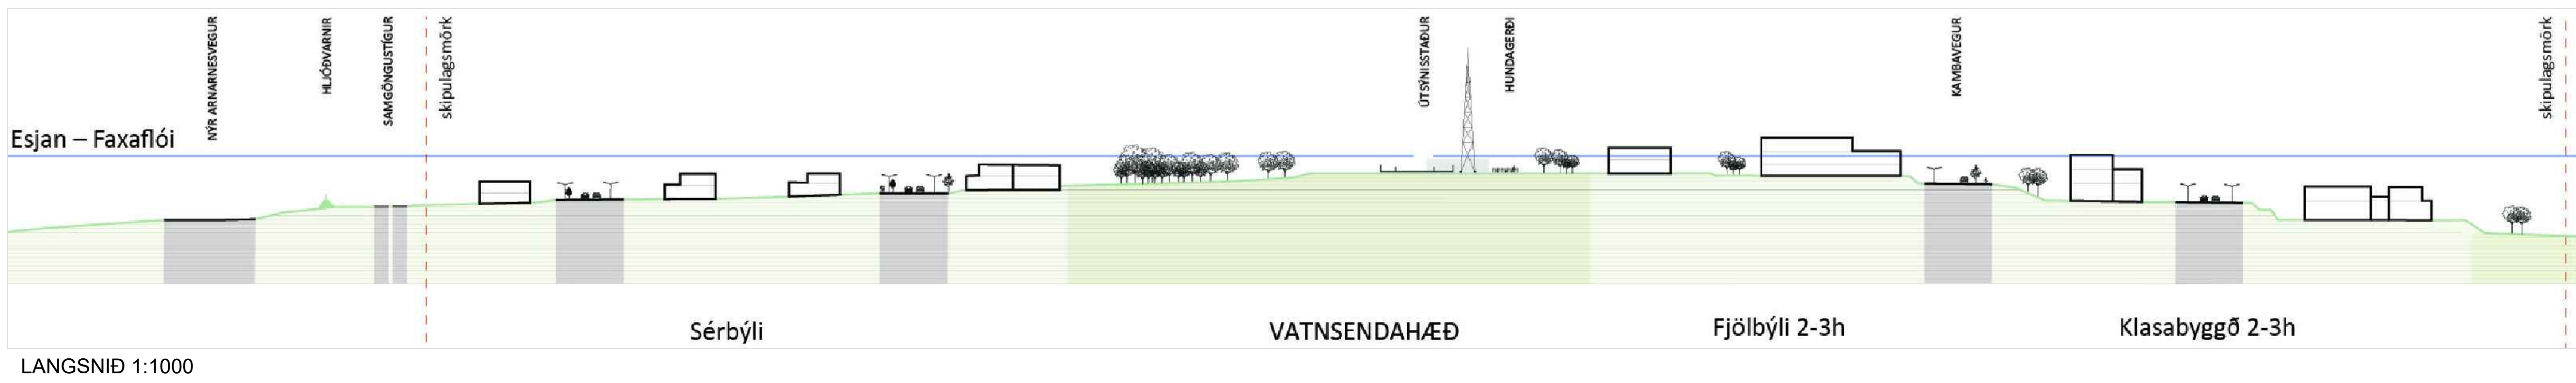 NÝR ARNARNESVEGUR
HLJÓÐVARNIR
SAMGÖNGUSTÍGUR
skipulagsmörk
ÚTSÝNISSTAÐUR
HUNDAGERÐI
KAMBAVEGUR
skipulagsmörk
Esjan – Faxaflói
Sérbýli
VATNSENDAHÆÐ
Fjölbýli 2-3h
Klasabyggð 2-3h
LANGSNIÐ 1:1000